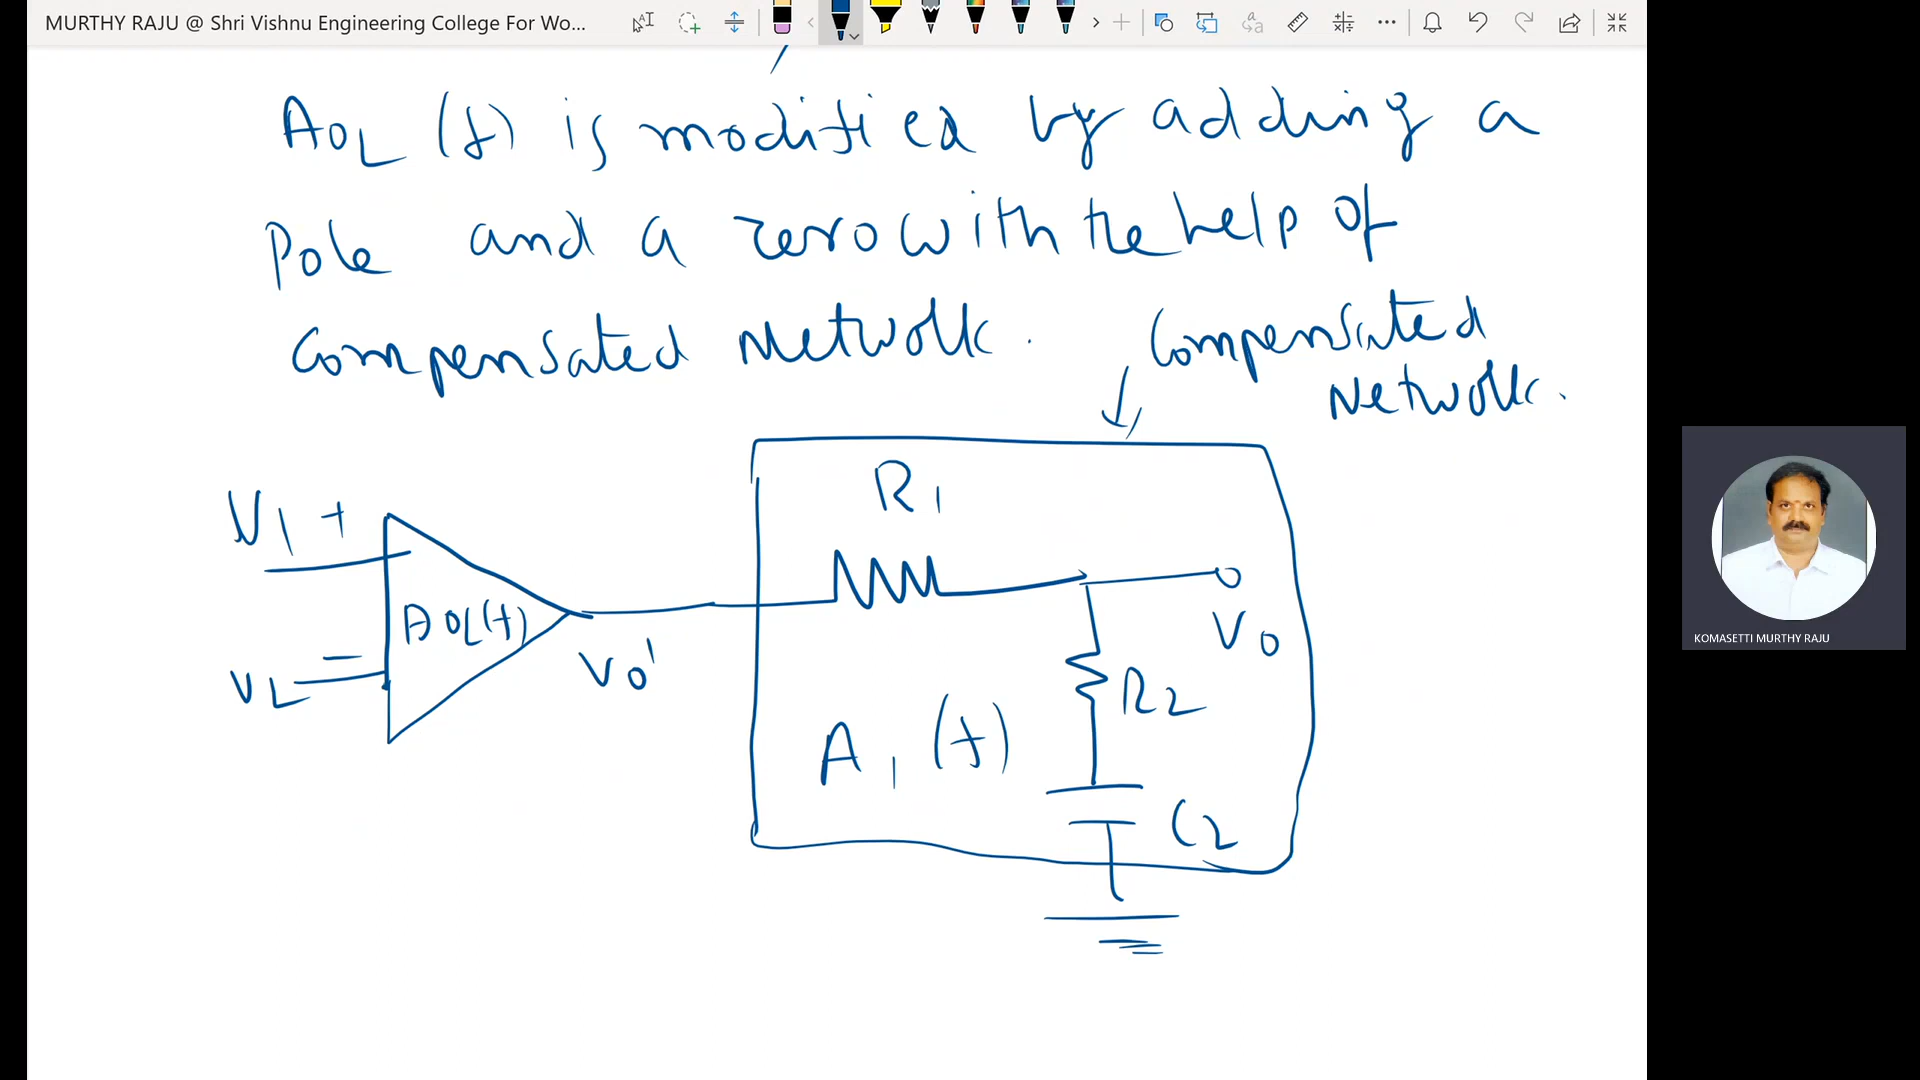 MURTHY RAJU @ Shri Vishnu Engineering College For Wo...
AOL (f) is modified by adding a
Pole and a zero with the help of
Compensated Network.
Compensated
Network.
R1
V1 +
AOL(f)
Vo'
Vo
V2 -
R2
A1 (f)
C2
KOMASETTI MURTHY RAJU